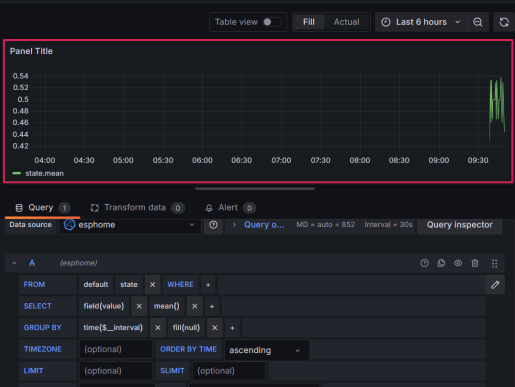 Table view Fill Actual Last 6 hours
Panel Title
0.54
0.52
0.5
0.48
0.46
0.44
0.42
04:00 04:30 05:00 05:30 06:00 06:30 07:00 07:30 08:00 08:30 09:00 09:30
state.mean
Query 1 Transform data 0 Alert 0
Data source esphome Query o... MD = auto = 852 Interval = 30s Query inspector
A (esphome)
FROM default state × WHERE +
SELECT field(value) × mean() × +
GROUP BY time($__interval) × fill(null) × +
TIMEZONE (optional) ORDER BY TIME ascending
LIMIT (optional) SLIMIT (optional)